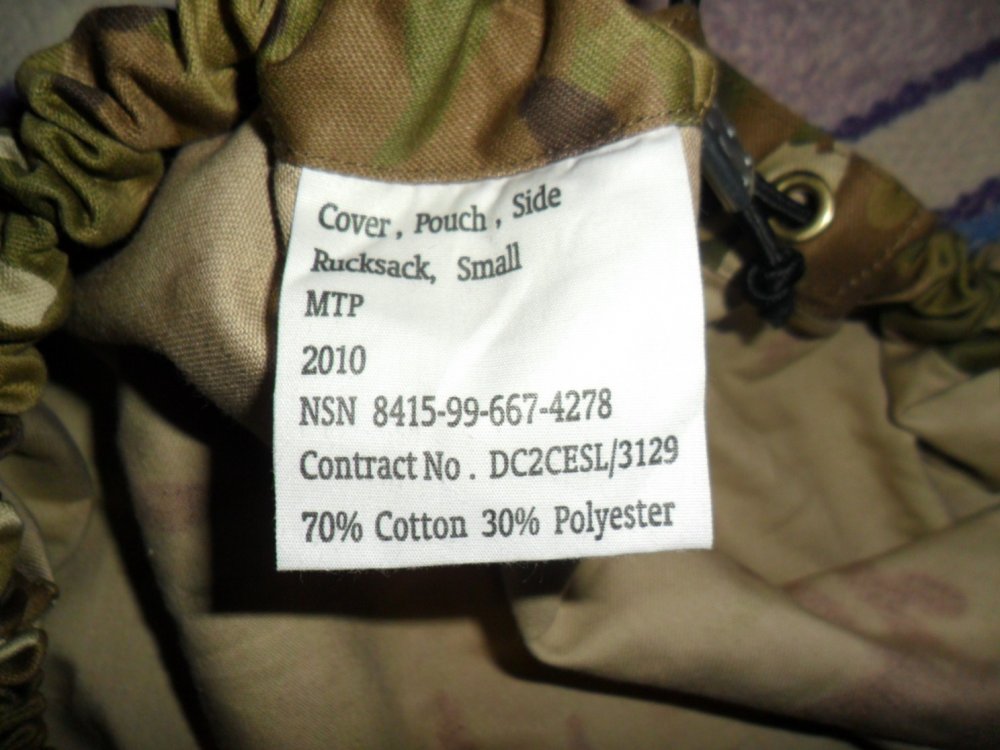 Cover, Pouch, Side
Rucksack, Small
MTP
2010
NSN 8415-99-667-4278
Contract No. DC2CESL/3129
70% Cotton 30% Polyester